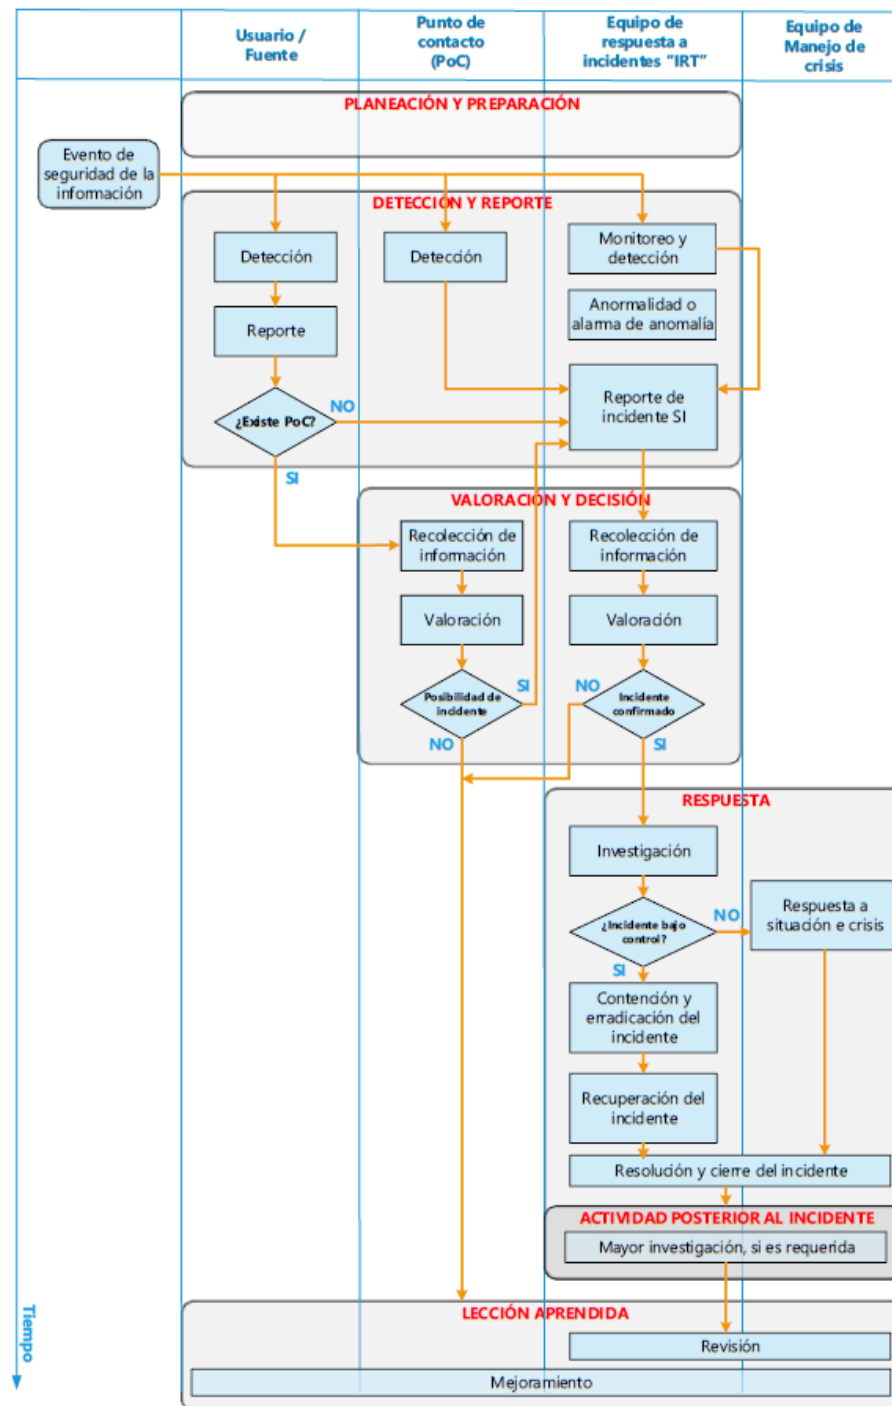 Usuario /
Fuente
Punto de
contacto
(PoC)
Equipo de
respuesta a
incidentes “IRT”
Equipo de
Manejo de
crisis
PLANEACIÓN Y PREPARACIÓN
Evento de
seguridad de la
información
DETECCIÓN Y REPORTE
Detección
Detección
Monitoreo y
detección
Reporte
Anormalidad o
alarma de anomalía
¿Existe PoC?
NO
Reporte de
incidente SI
SI
VALORACIÓN Y DECISIÓN
Recolección de
información
Recolección de
información
Valoración
Valoración
Posibilidad de
incidente
SI
NO
Incidente
confirmado
NO
SI
RESPUESTA
Investigación
¿Incidente bajo
control?
NO
Respuesta a
situación e crisis
SI
Contención y
erradicación del
incidente
Recuperación del
incidente
Resolución y cierre del incidente
ACTIVIDAD POSTERIOR AL INCIDENTE
Mayor investigación, si es requerida
LECCIÓN APRENDIDA
Revisión
Mejoramiento
Tiempo